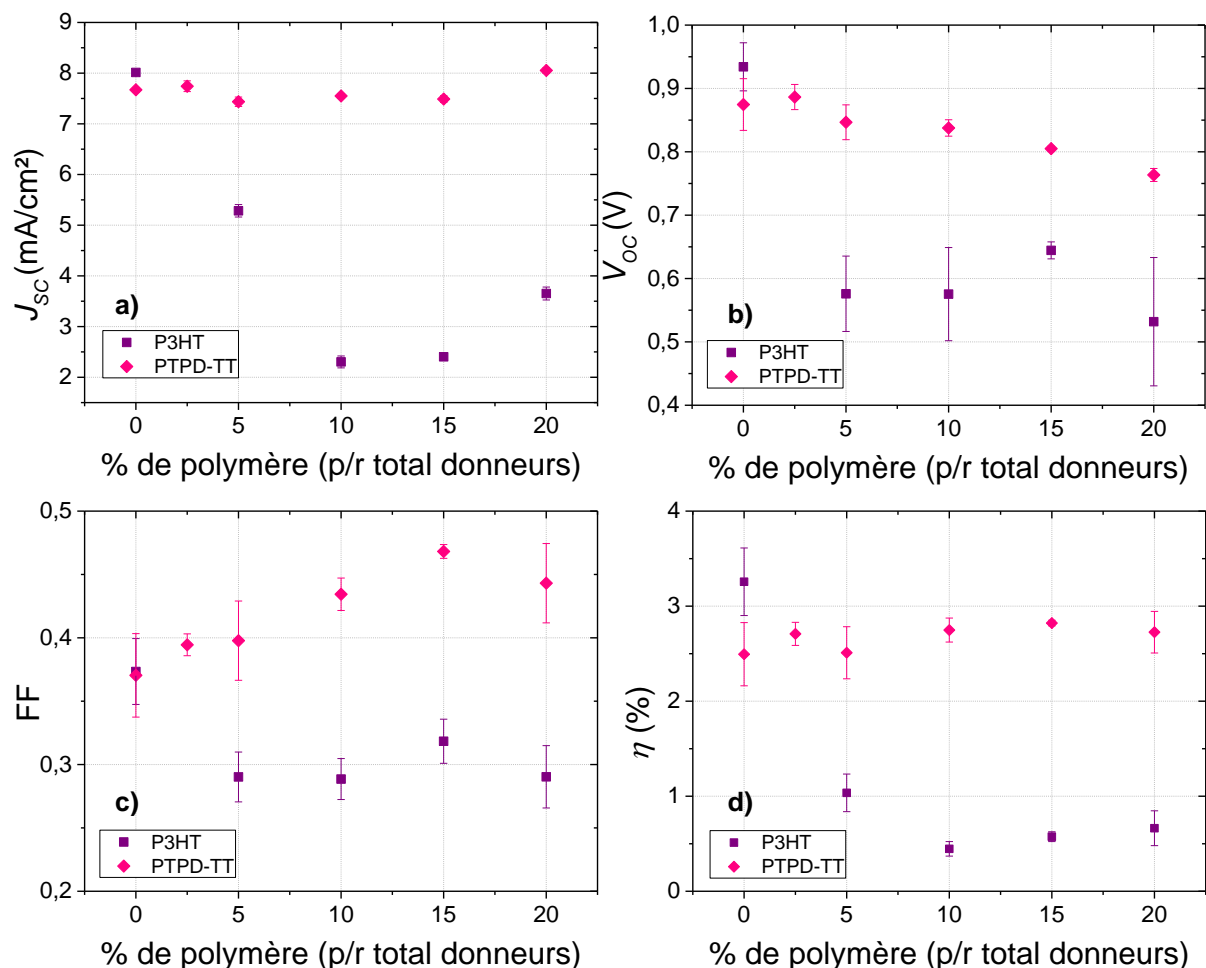 9
8
7
6
5
4
3
2
J_SC (mA/cm²)
a)
P3HT
PTPD-TT
0 5 10 15 20
% de polymère (p/r total donneurs)
1,0
0,9
0,8
0,7
0,6
0,5
0,4
V_OC (V)
b)
P3HT
PTPD-TT
0 5 10 15 20
% de polymère (p/r total donneurs)
0,5
0,4
0,3
0,2
FF
c)
P3HT
PTPD-TT
0 5 10 15 20
% de polymère (p/r total donneurs)
4
3
2
1
0
η (%)
d)
P3HT
PTPD-TT
0 5 10 15 20
% de polymère (p/r total donneurs)